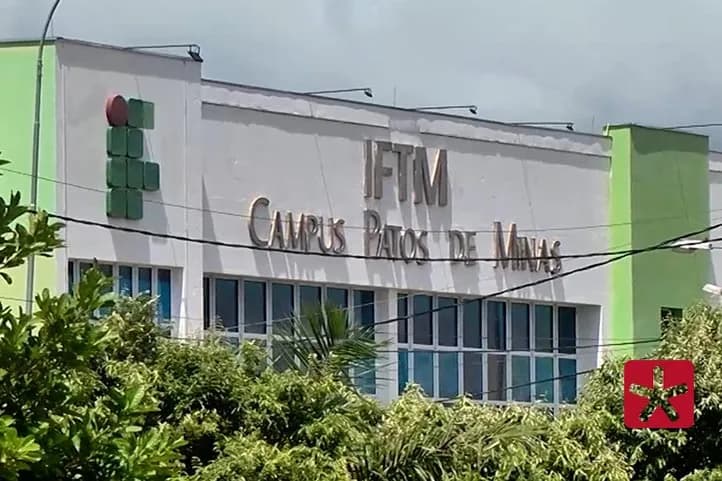 IFTM
CAMPUS PATOS DE MINAS